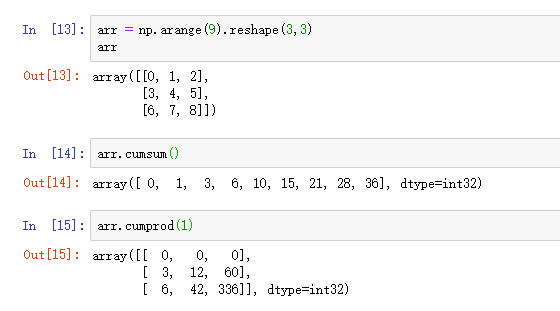 In [13]: arr = np.arange(9).reshape(3,3)
arr
Out[13]: array([[0, 1, 2],
[3, 4, 5],
[6, 7, 8]])
In [14]: arr.cumsum()
Out[14]: array([ 0, 1, 3, 6, 10, 15, 21, 28, 36], dtype=int32)
In [15]: arr.cumprod(1)
Out[15]: array([[ 0, 0, 0],
[ 3, 12, 60],
[ 6, 42, 336]], dtype=int32)